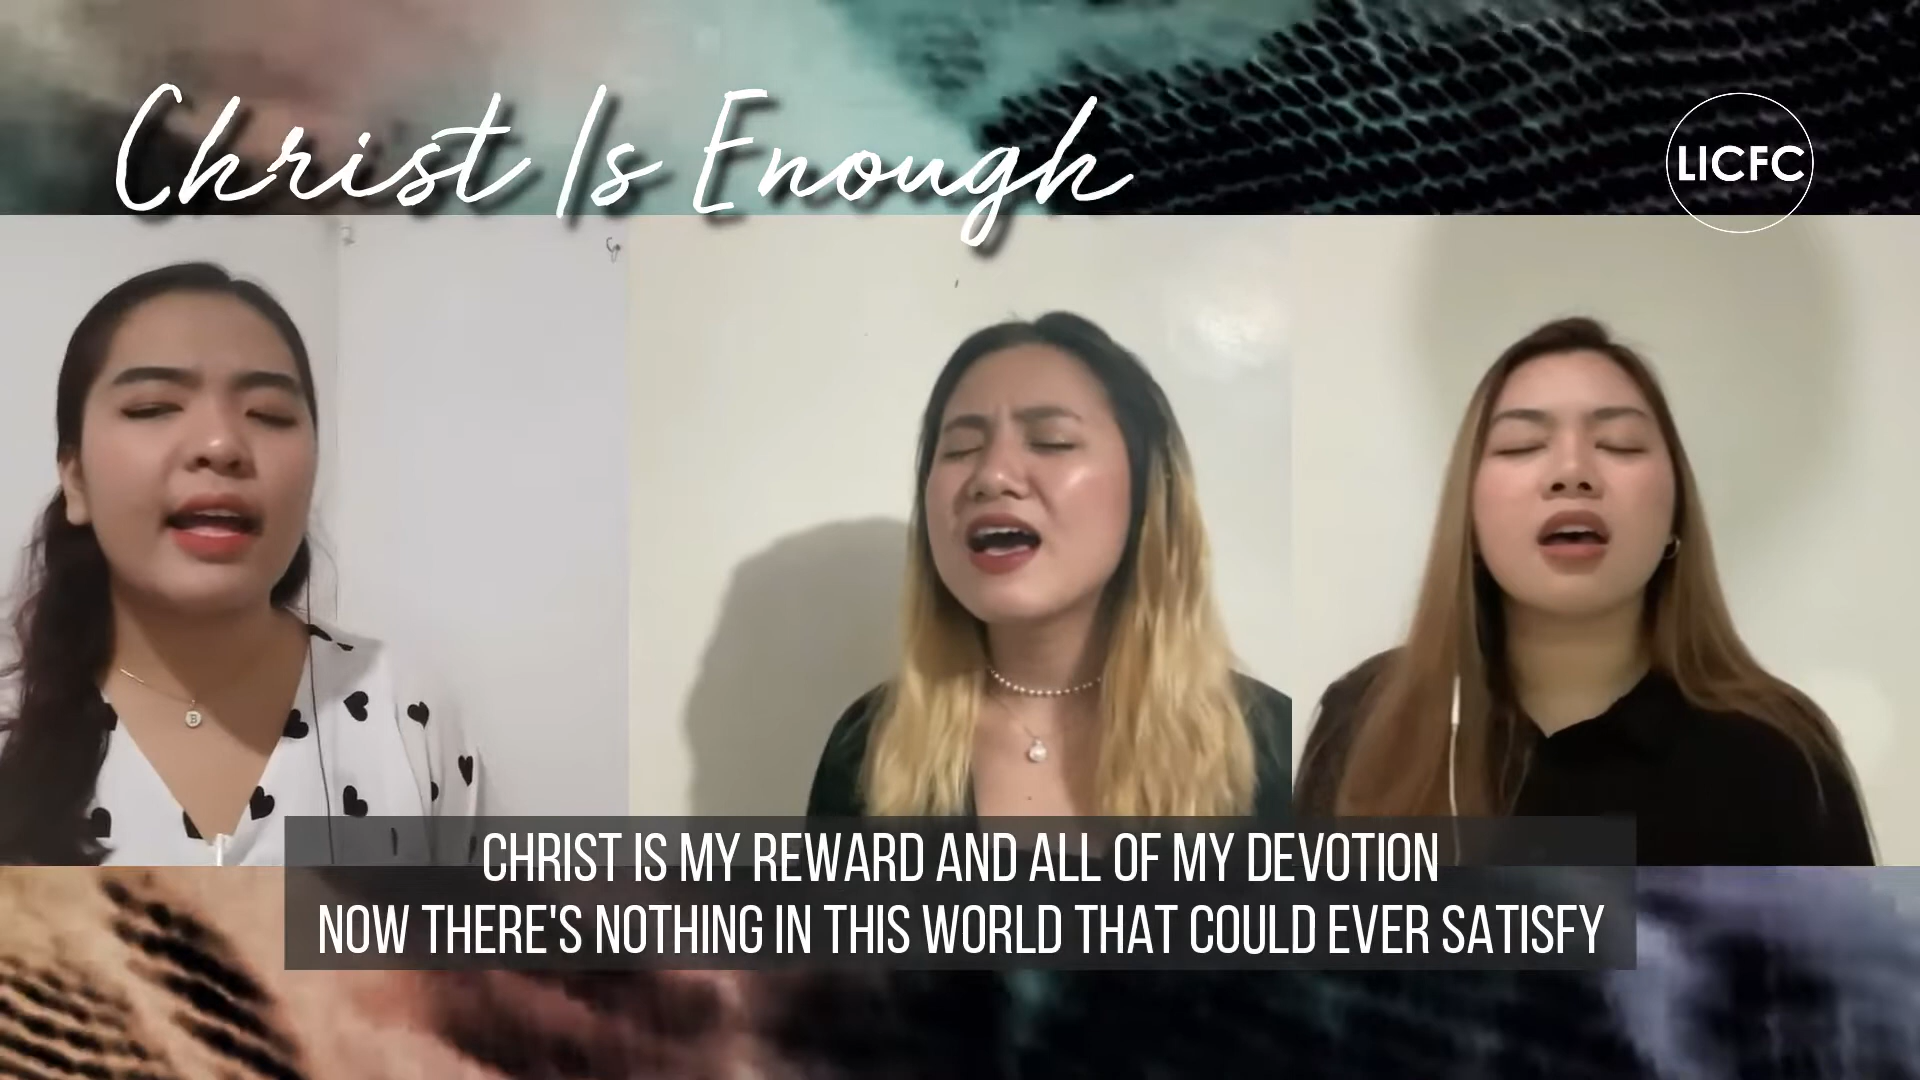 Christ Is Enough
LICFC
B
CHRIST IS MY REWARD AND ALL OF MY DEVOTION
NOW THERE'S NOTHING IN THIS WORLD THAT COULD EVER SATISFY